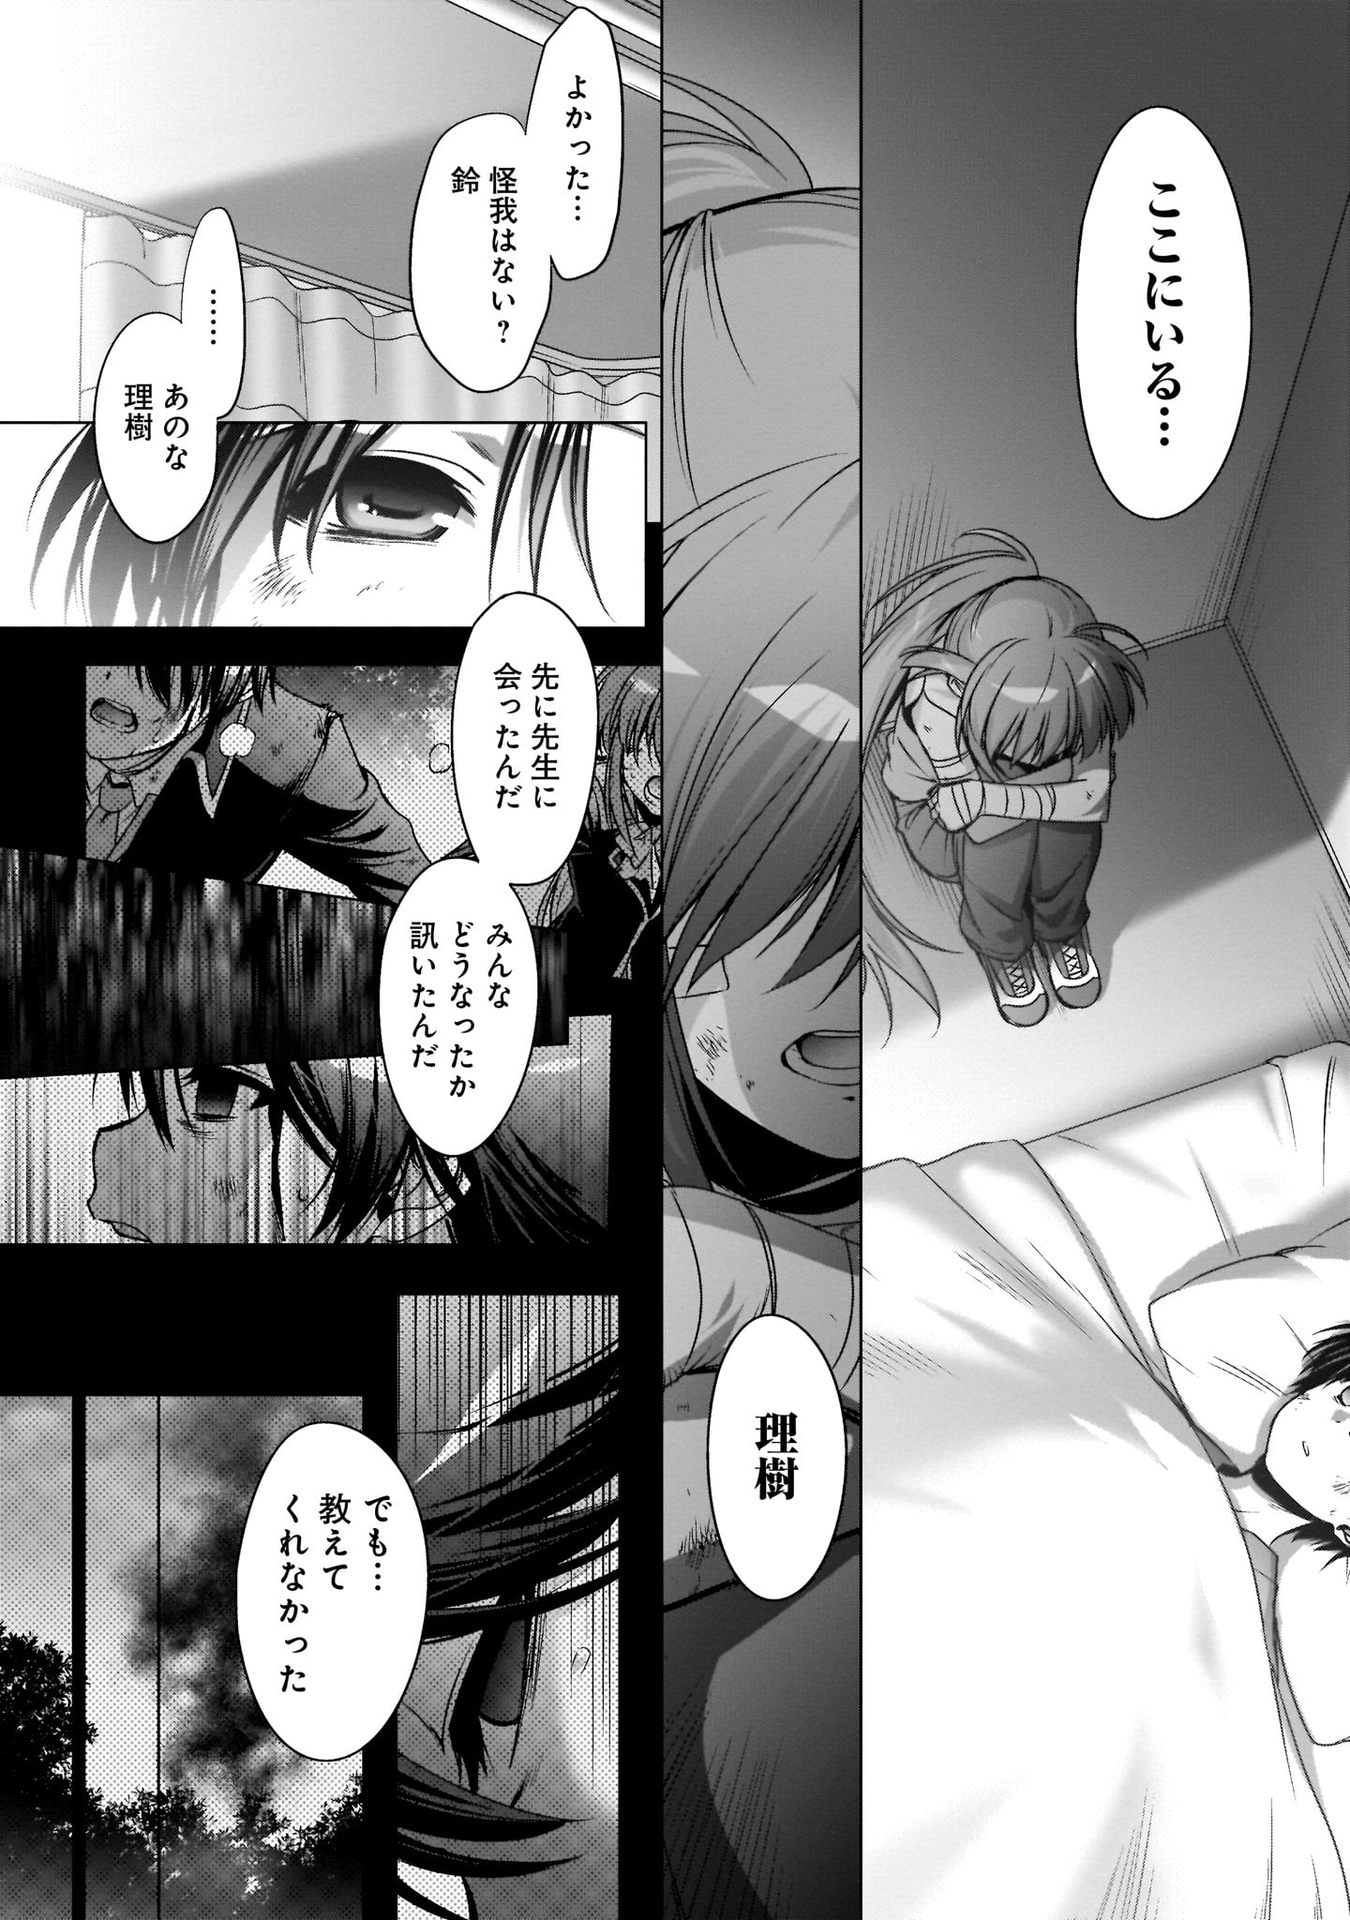 ここにいる…
理樹
よかった…
怪我はない?
鈴
……
あのな
理樹
先に先生に
会ったんだ
みんな
どうなったか
訊いたんだ
でも…
教えて
くれなかった